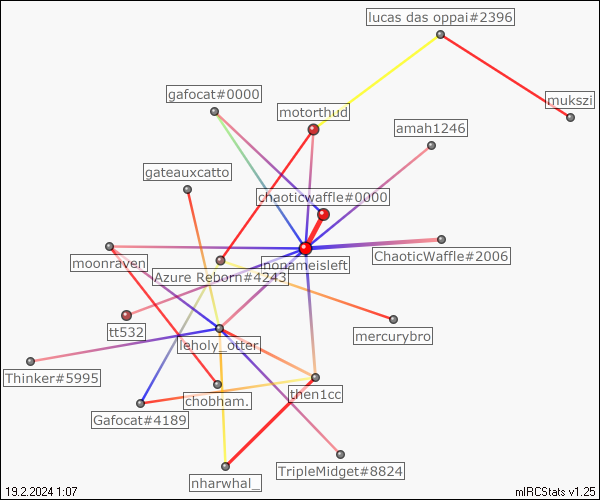 lucas das oppai#2396
gafocat#0000
mukszi
motorthud
amah1246
gateauxcatto
chaoticwaffle#0000
ChaoticWaffle#2006
moonraven
nonameisleft
Azure Reborn#4243
tt532
mercurybro
leholy_otter
Thinker#5995
then1cc
chobham.
Gafocat#4189
TripleMidget#8824
nharwhal_
19.2.2024 1:07
mIRCStats v1.25